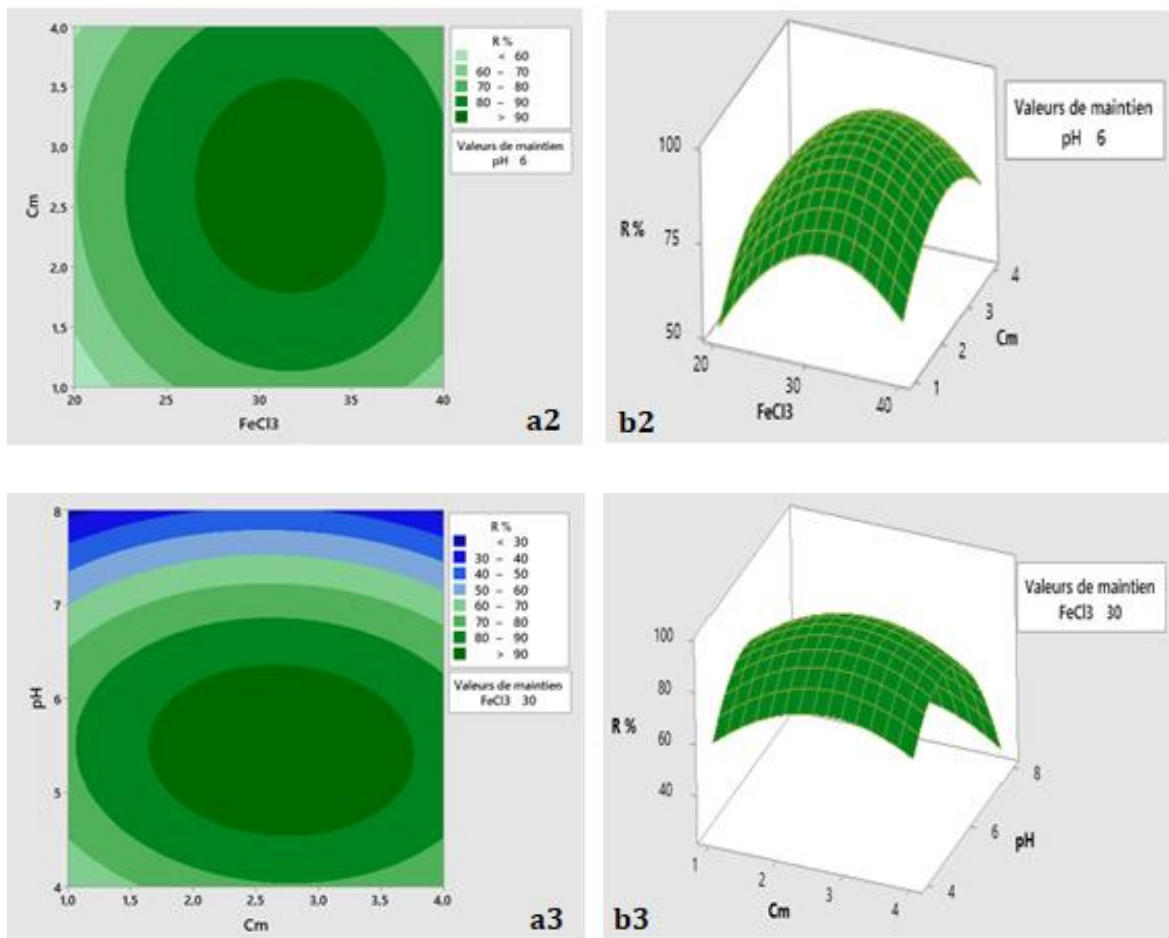 4.0
3.5
3.0
2.5
2.0
1.5
1.0
Cm
20 25 30 35 40
FeCl3
R %
< 60
60 – 70
70 – 80
80 – 90
> 90
Valeurs de maintien
pH 6
a2
100
75
50
R %
20
30
40
FeCl3
1
2
3
4
Cm
Valeurs de maintien
pH 6
b2
8
7
6
5
4
pH
1.0 1.5 2.0 2.5 3.0 3.5 4.0
Cm
R %
< 30
30 – 40
40 – 50
50 – 60
60 – 70
70 – 80
80 – 90
> 90
Valeurs de maintien
FeCl3 30
a3
100
80
60
40
R %
1
2
3
4
Cm
4
6
8
pH
Valeurs de maintien
FeCl3 30
b3